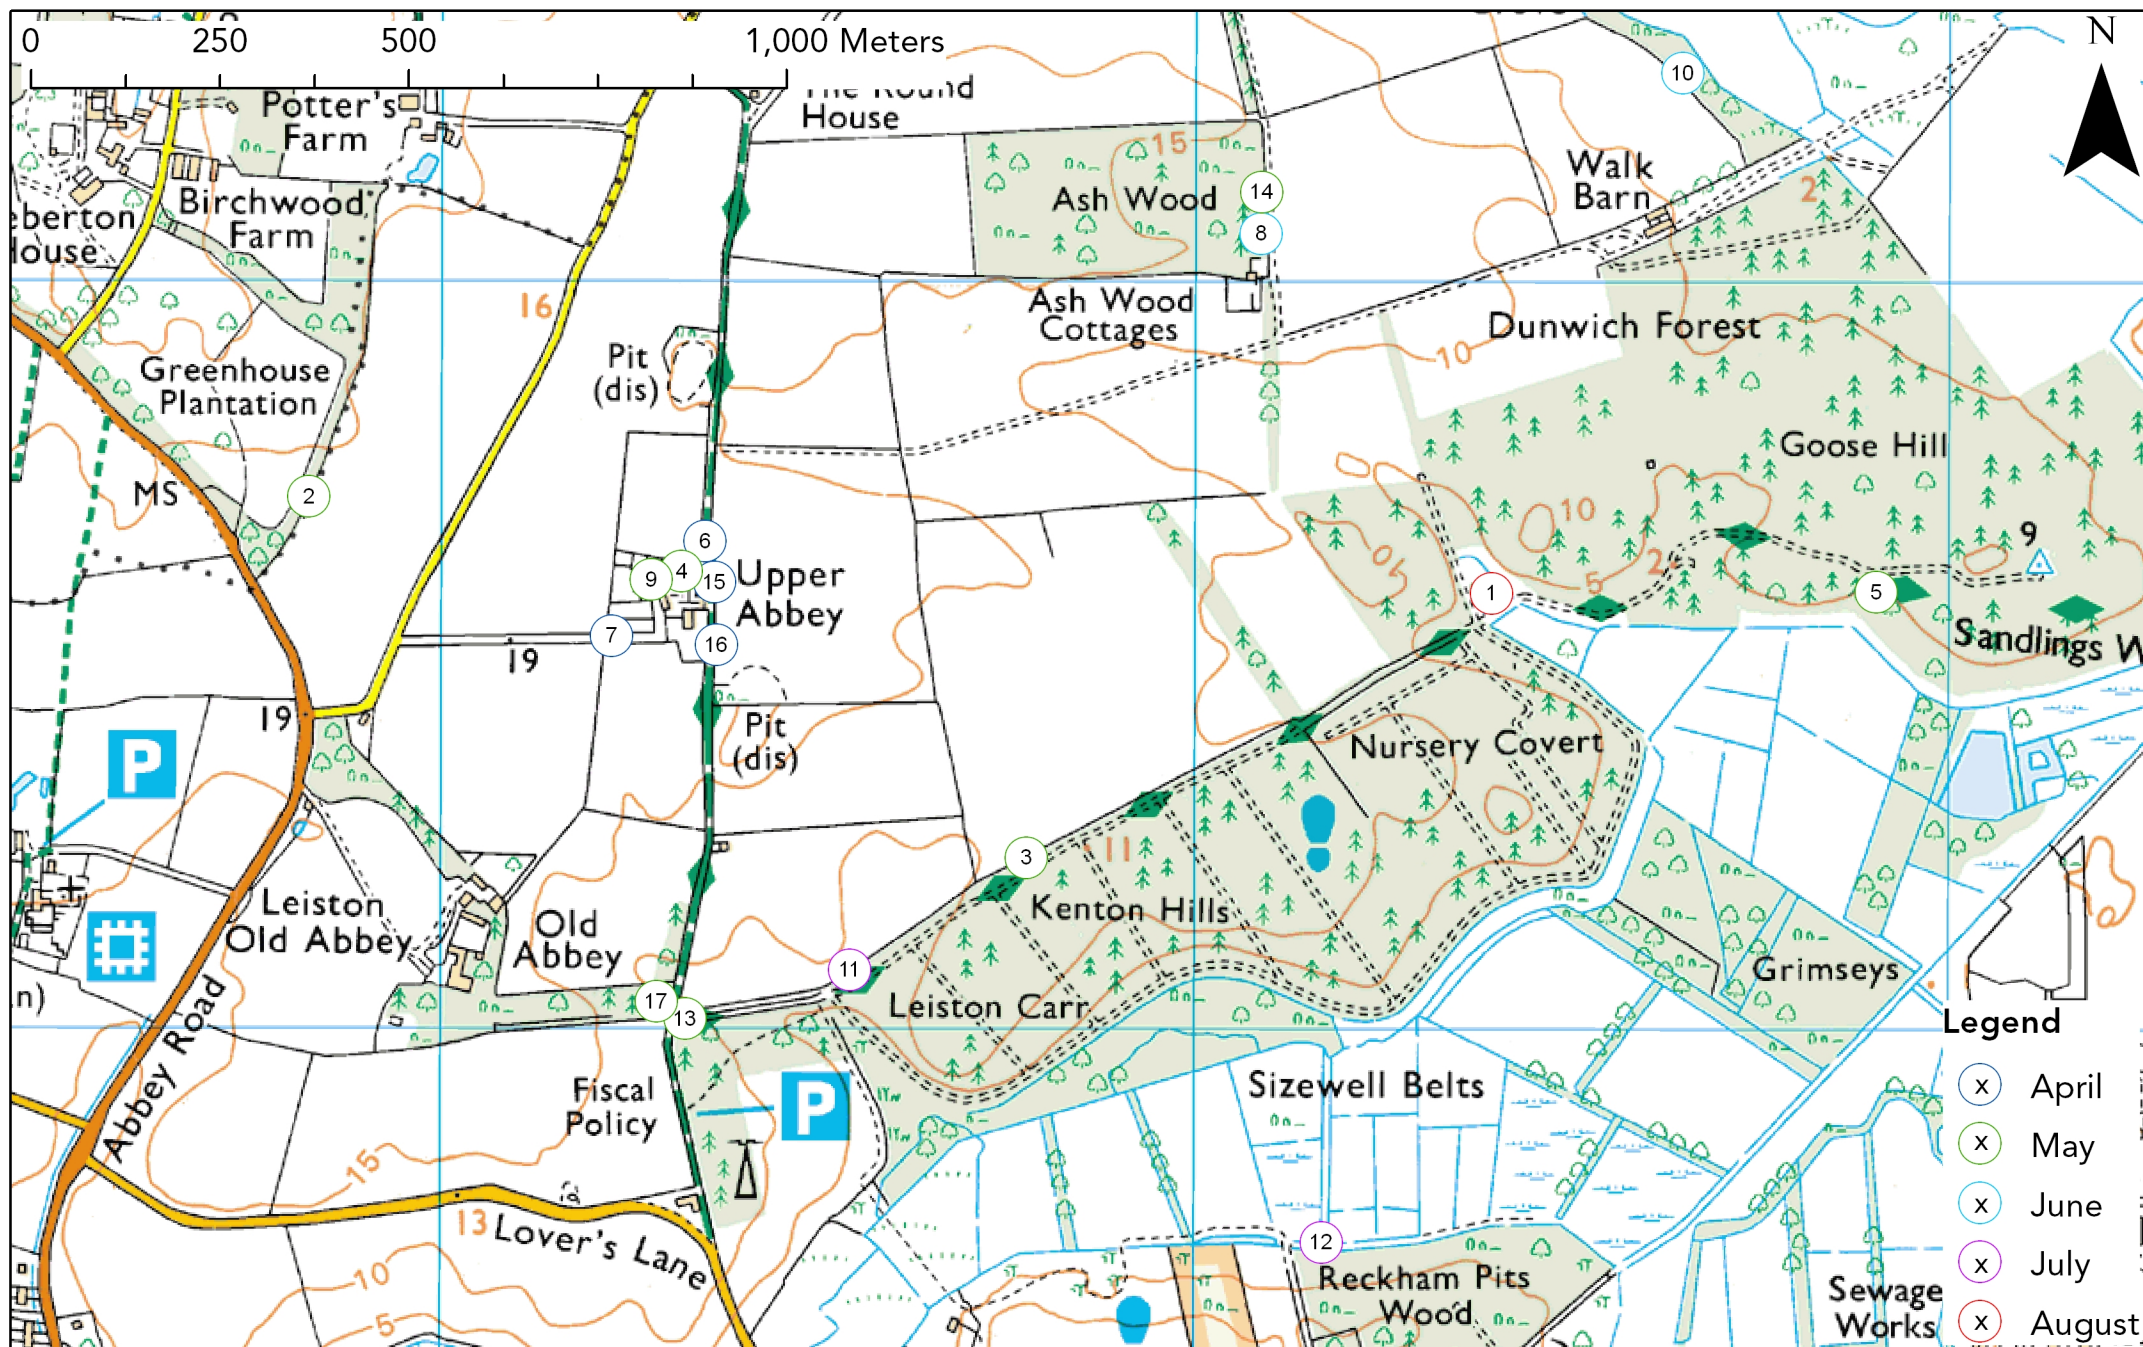 0 250 500 1,000 Meters
N
Potter's
Farm
House
15
10
Ash Wood
14
8
Walk
Barn
2
Birchwood
Farm
House
16
Ash Wood
Cottages
Dunwich Forest
Pit
(dis)
10
Greenhouse
Plantation
Goose Hill
MS
2
10
10
9
6
4
9
15
Upper
Abbey
5
2
1
5
7
16
19
Sandlings W
19
P
Pit
(dis)
Nursery Covert
3
11
Leiston
Old Abbey
Old
Abbey
Kenton Hills
11
Grimseys
17
13
Leiston Carr
n)
Abbey Road
Fiscal
Policy
P
Sizewell Belts
15
13
Lover's Lane
12
10
5
Reckham Pits
Wood
Sewage
Works
Legend
x April
x May
x June
x July
x August